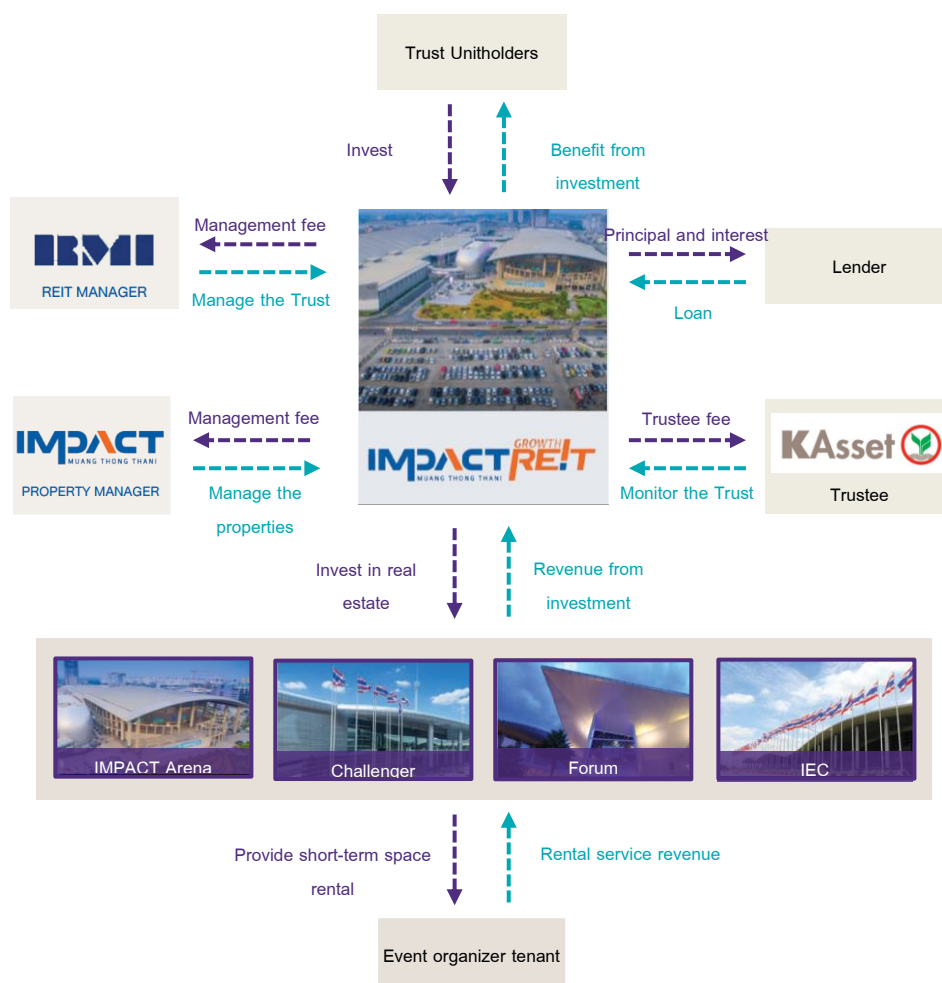 Trust Unitholders
Invest
Benefit from
investment
RMI
REIT MANAGER
Management fee
Manage the Trust
Principal and interest
Loan
Lender
IMPACT
MUANG THONG THANI
PROPERTY MANAGER
Management fee
Manage the
properties
IMPACT GROWTH REIT
MUANG THONG THANI
Trustee fee
Monitor the Trust
KAsset
Trustee
Invest in real
estate
Revenue from
investment
IMPACT Arena
Challenger
Forum
IEC
Provide short-term space
rental
Rental service revenue
Event organizer tenant